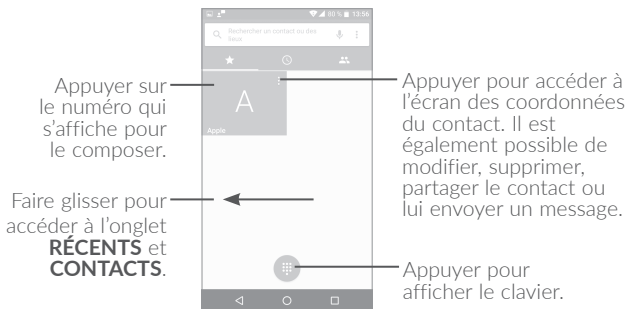 13:56
Rechercher un contact ou des
lieux
A
Apple
Appuyer sur
le numéro qui
s’affiche pour
le composer.
Faire glisser pour
accéder à l’onglet
RÉCENTS et
CONTACTS.
Appuyer pour accéder à
l’écran des coordonnées
du contact. Il est
également possible de
modifier, supprimer,
partager le contact ou
lui envoyer un message.
Appuyer pour
afficher le clavier.